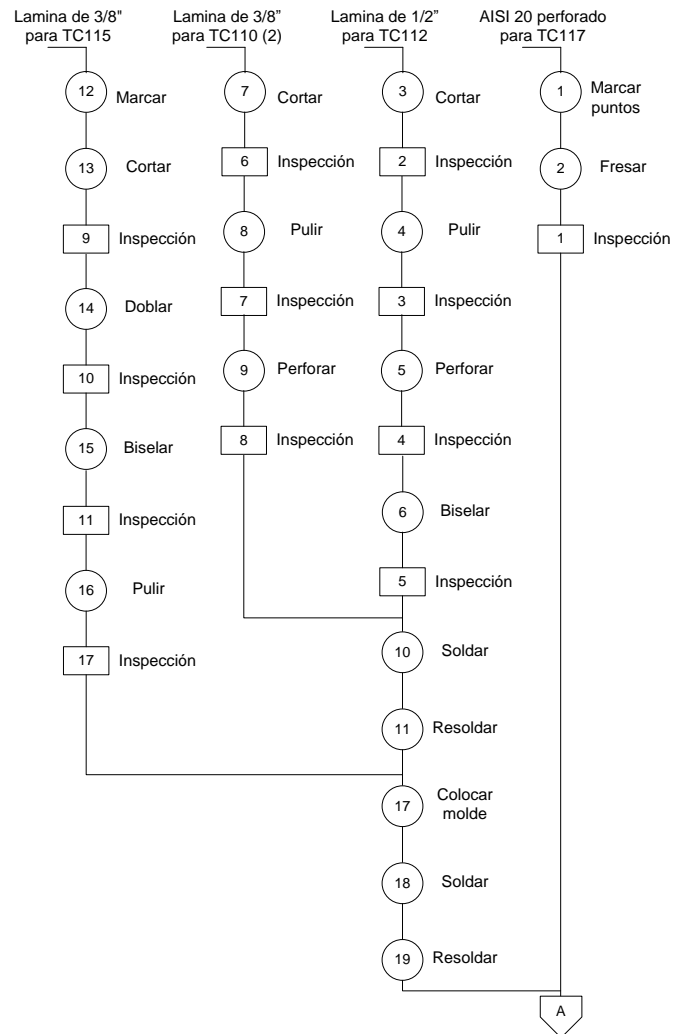 Lamina de 3/8"
para TC115
Lamina de 3/8”
para TC110 (2)
Lamina de 1/2”
para TC112
AISI 20 perforado
para TC117
12
Marcar
7
Cortar
3
Cortar
1
Marcar
puntos
13
Cortar
6
Inspección
2
Inspección
2
Fresar
9
Inspección
8
Pulir
4
Pulir
1
Inspección
14
Doblar
7
Inspección
3
Inspección
10
Inspección
9
Perforar
5
Perforar
15
Biselar
8
Inspección
4
Inspección
11
Inspección
6
Biselar
16
Pulir
5
Inspección
17
Inspección
10
Soldar
11
Resoldar
17
Colocar
molde
18
Soldar
19
Resoldar
A